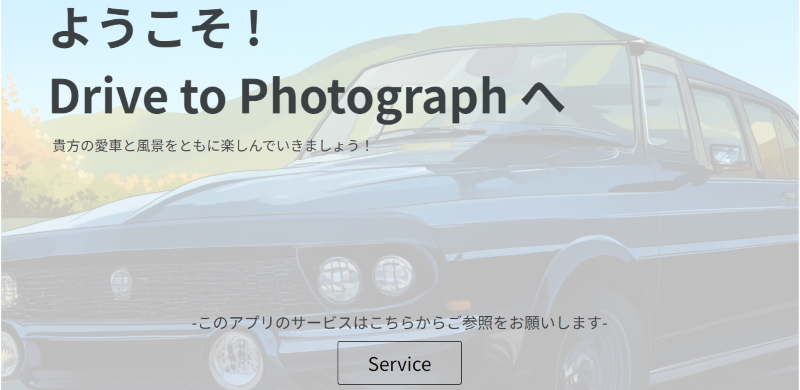 ようこそ！
Drive to Photograph へ
貴方の愛車と風景をともに楽しんでいきましょう！
-このアプリのサービスはこちらからご参照をお願いします-
Service